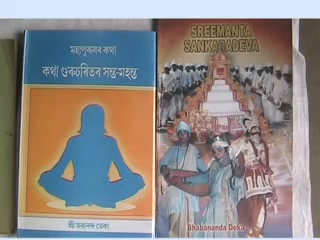 মহাপুৰুষৰ কথা
কথা গুৰুচৰিতৰ সন্ত-মহন্ত
শ্ৰী ভৱানন্দ ডেকা
SREEMANTA
SANKARADEVA
Bhabananda Deka